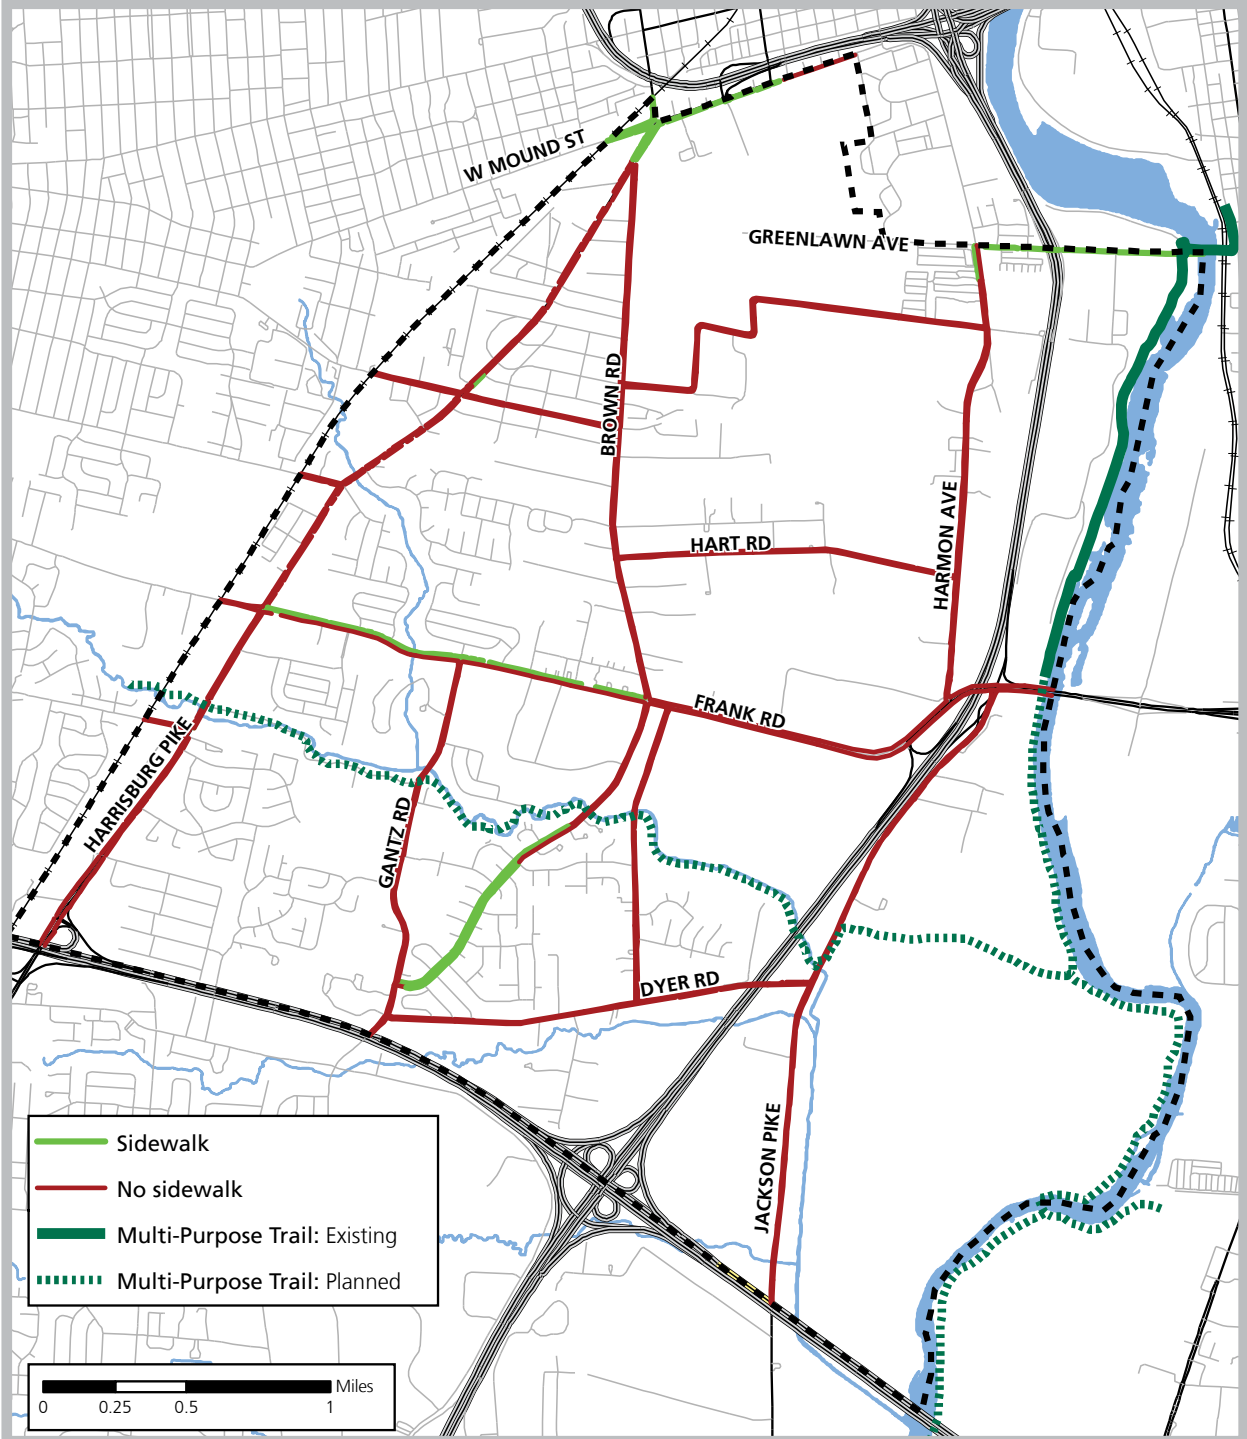 W MOUND ST
GREENLAWN AVE
BROWN RD
HARMON AVE
HART RD
FRANK RD
HARRISBURG PIKE
GANTZ RD
DYER RD
JACKSON PIKE
Sidewalk
No sidewalk
Multi-Purpose Trail: Existing
Multi-Purpose Trail: Planned
Miles
0 0.25 0.5 1